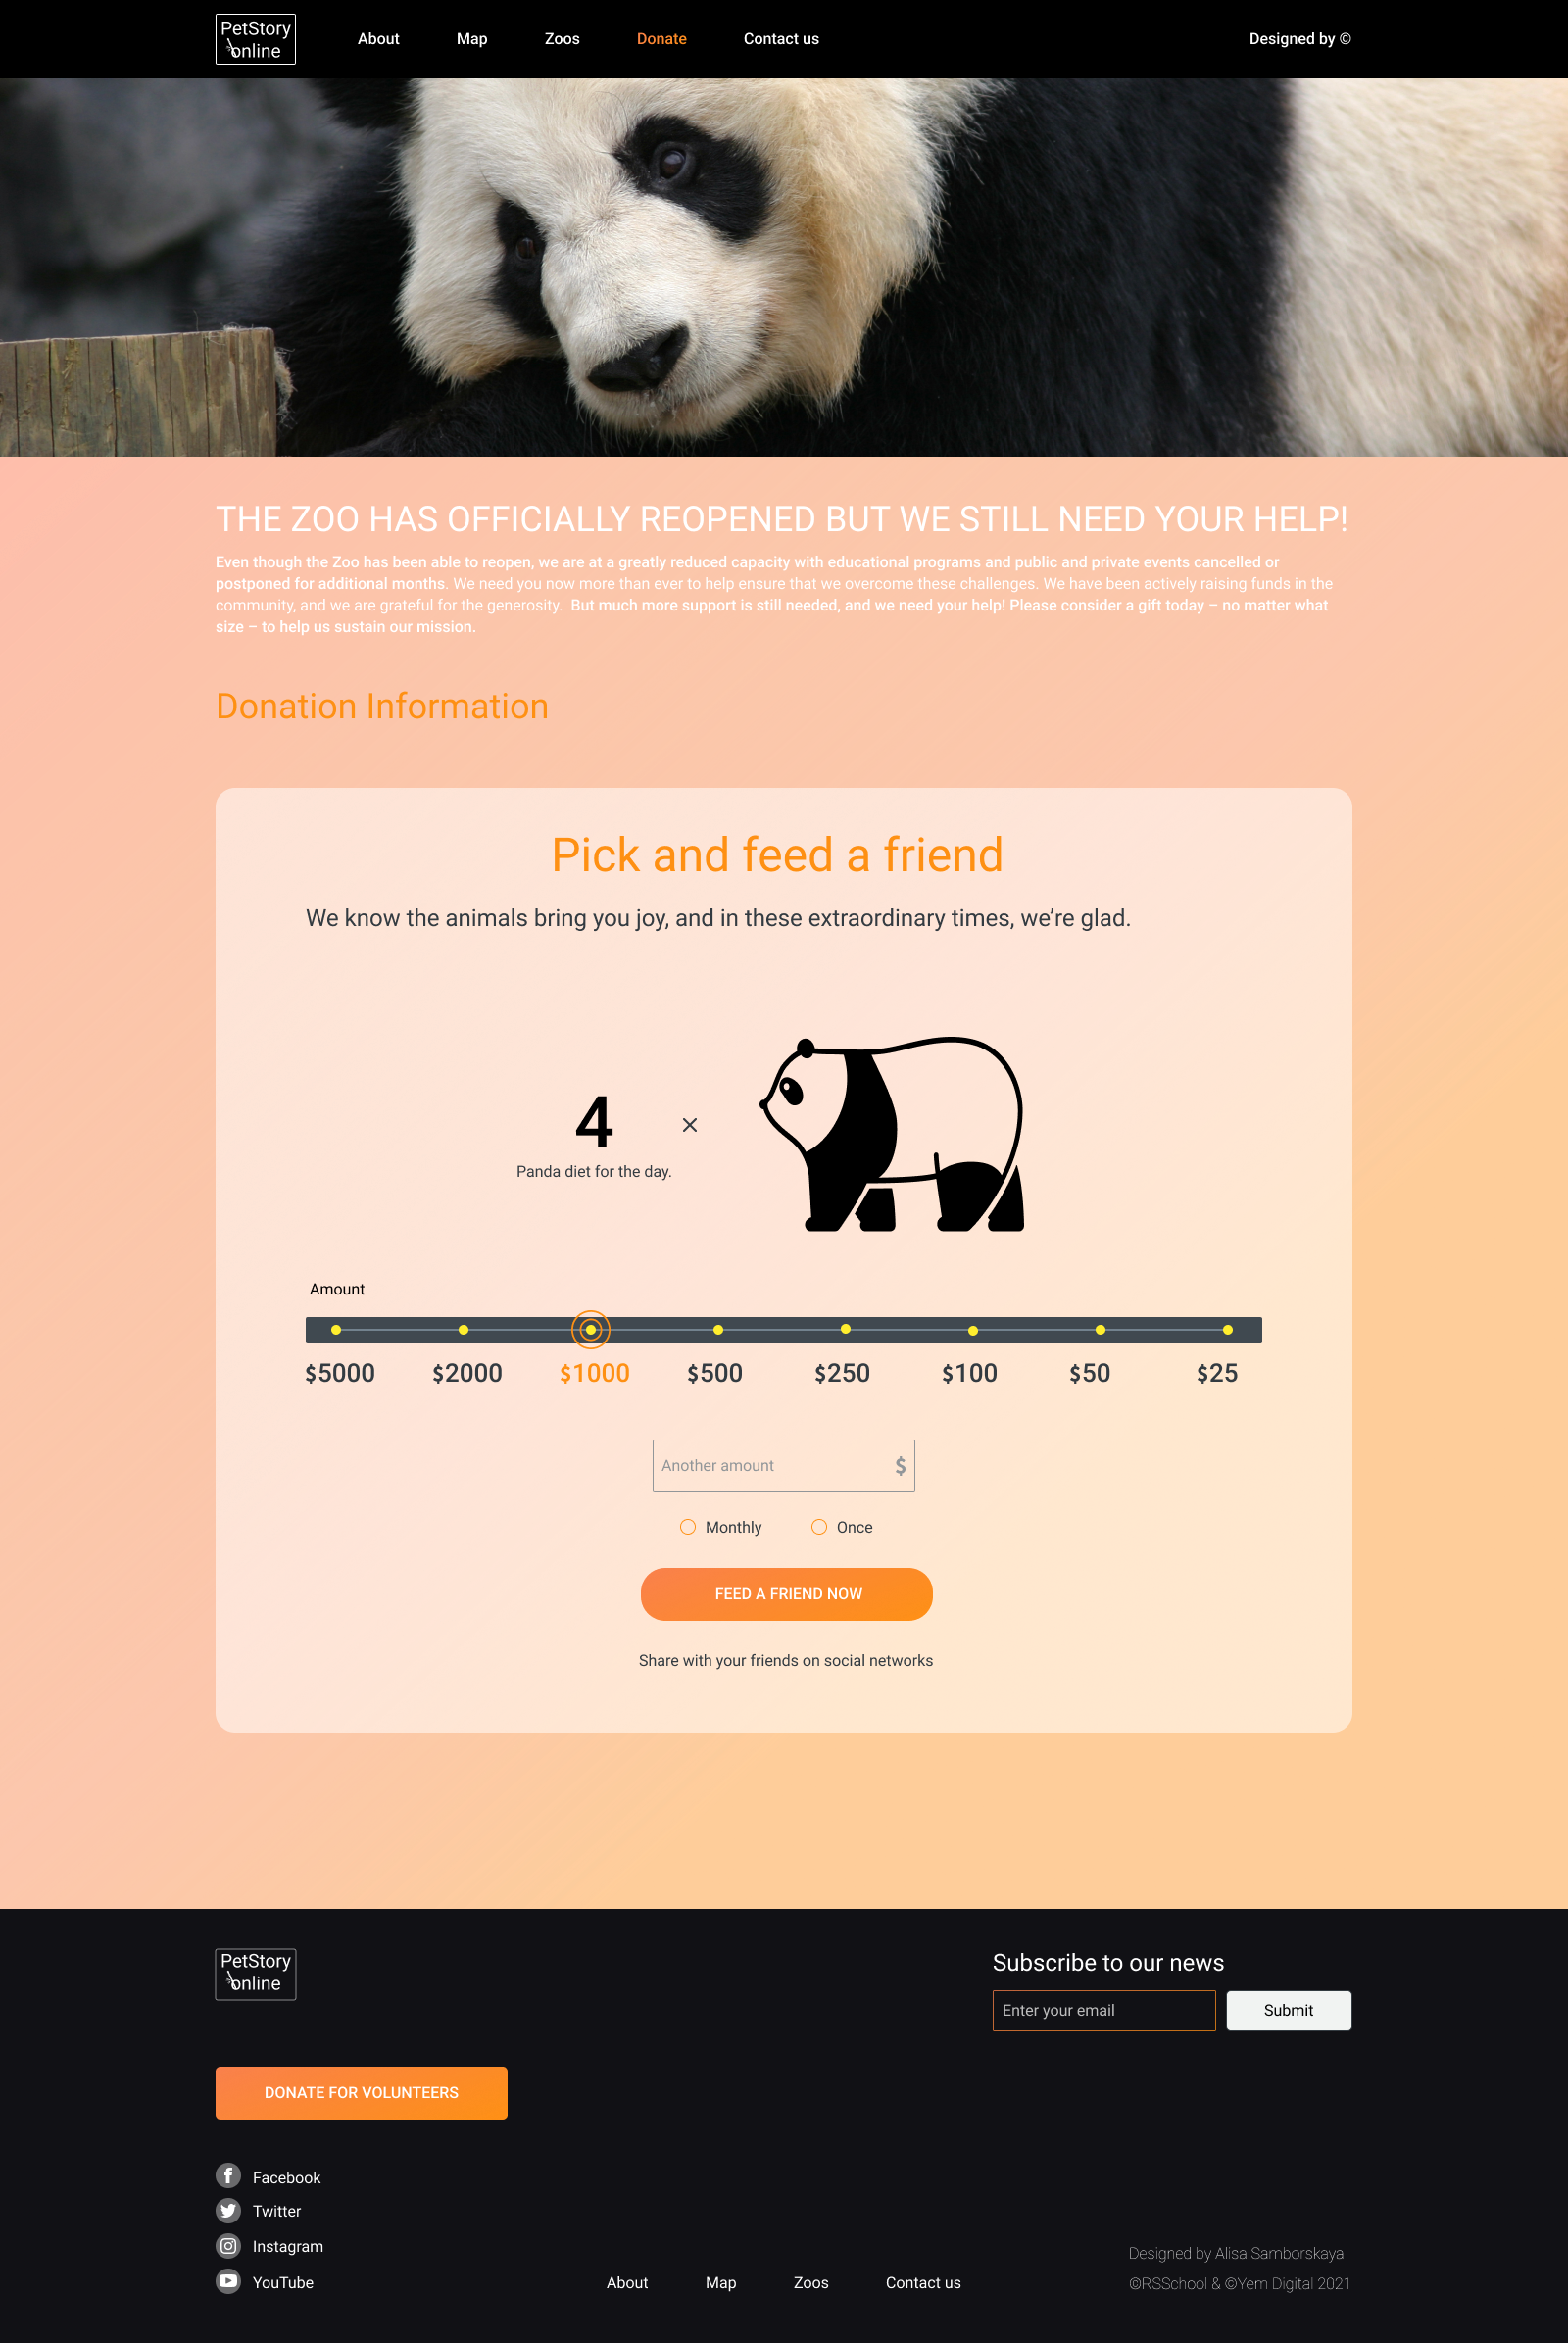 PetStory
online
About Map Zoos Donate Contact us Designed by ©
THE ZOO HAS OFFICIALLY REOPENED BUT WE STILL NEED YOUR HELP!
Even though the Zoo has been able to reopen, we are at a greatly reduced capacity with educational programs and public and private events cancelled or
postponed for additional months. We need you now more than ever to help ensure that we overcome these challenges. We have been actively raising funds in the
community, and we are grateful for the generosity. But much more support is still needed, and we need your help! Please consider a gift today – no matter what
size – to help us sustain our mission.
Donation Information
Pick and feed a friend
We know the animals bring you joy, and in these extraordinary times, we’re glad.
4 ×
Panda diet for the day.
Amount
$5000 $2000 $1000 $500 $250 $100 $50 $25
Another amount $
Monthly Once
FEED A FRIEND NOW
Share with your friends on social networks
PetStory
online
Subscribe to our news
Enter your email Submit
DONATE FOR VOLUNTEERS
Facebook
Twitter
Instagram
YouTube
About Map Zoos Contact us
Designed by Alisa Samborskaya
©RSSchool & ©Yem Digital 2021